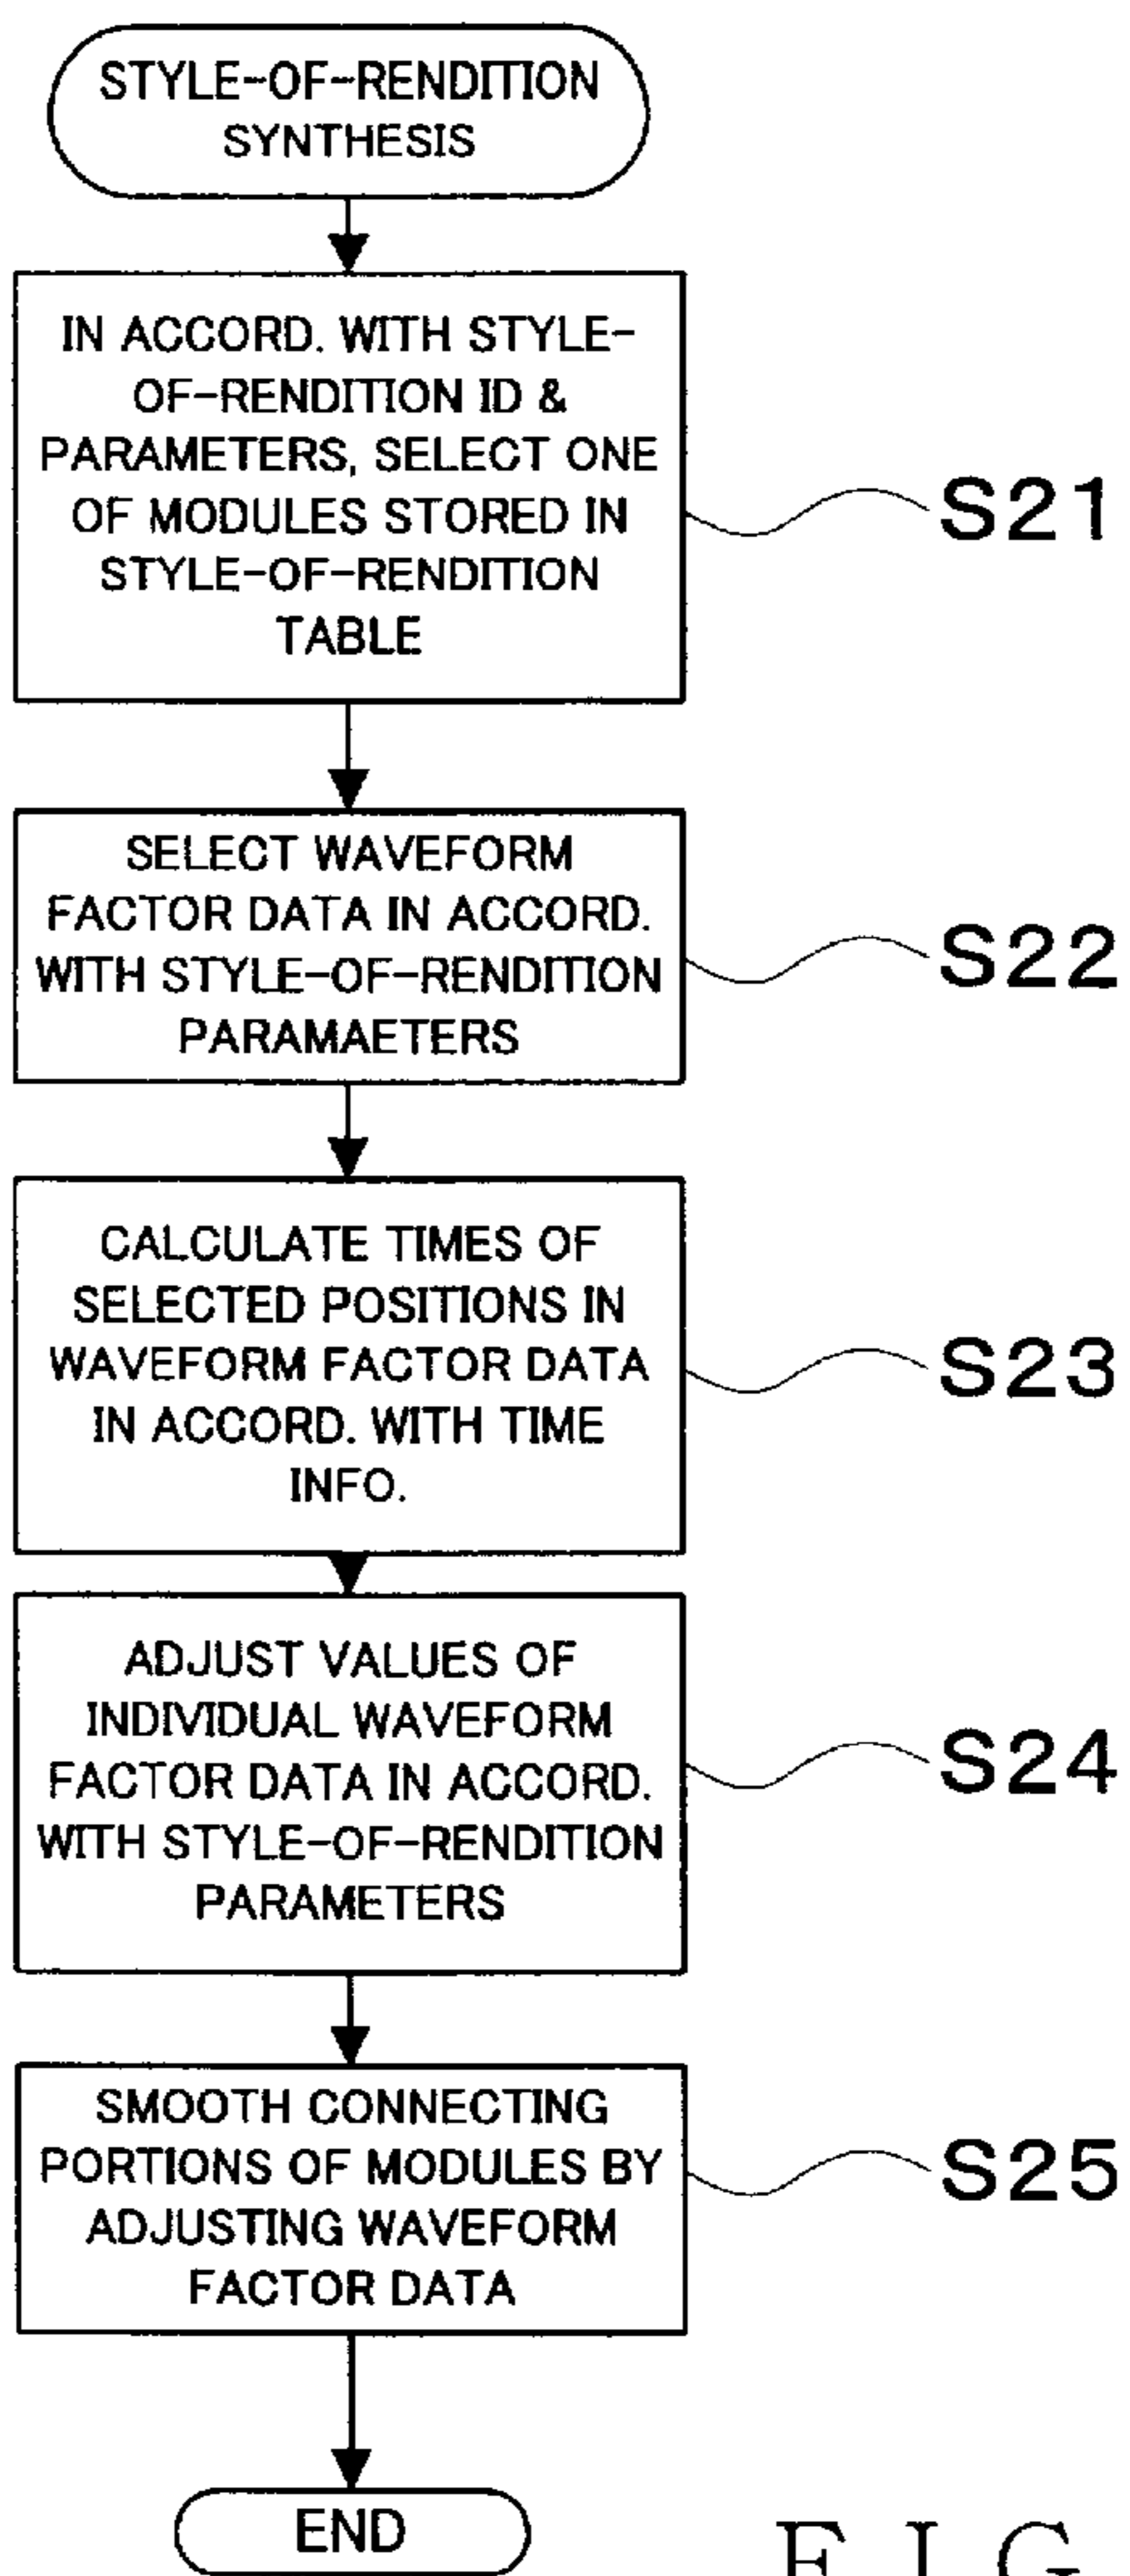 STYLE-OF-RENDITION
SYNTHESIS
IN ACCORD. WITH STYLE-
OF-RENDITION ID &
PARAMETERS, SELECT ONE
OF MODULES STORED IN
STYLE-OF-RENDITION
TABLE
S21
SELECT WAVEFORM
FACTOR DATA IN ACCORD.
WITH STYLE-OF-RENDITION
PARAMAETERS
S22
CALCULATE TIMES OF
SELECTED POSITIONS IN
WAVEFORM FACTOR DATA
IN ACCORD. WITH TIME
INFO.
S23
ADJUST VALUES OF
INDIVIDUAL WAVEFORM
FACTOR DATA IN ACCORD.
WITH STYLE-OF-RENDITION
PARAMETERS
S24
SMOOTH CONNECTING
PORTIONS OF MODULES BY
ADJUSTING WAVEFORM
FACTOR DATA
S25
END
FIG